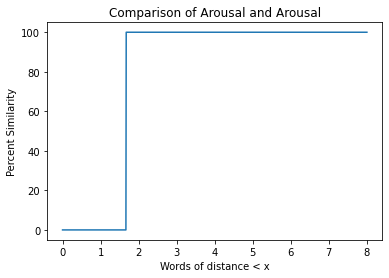 Comparison of Arousal and Arousal
100
80
60
40
20
0
Percent Similarity
0 1 2 3 4 5 6 7 8
Words of distance < x